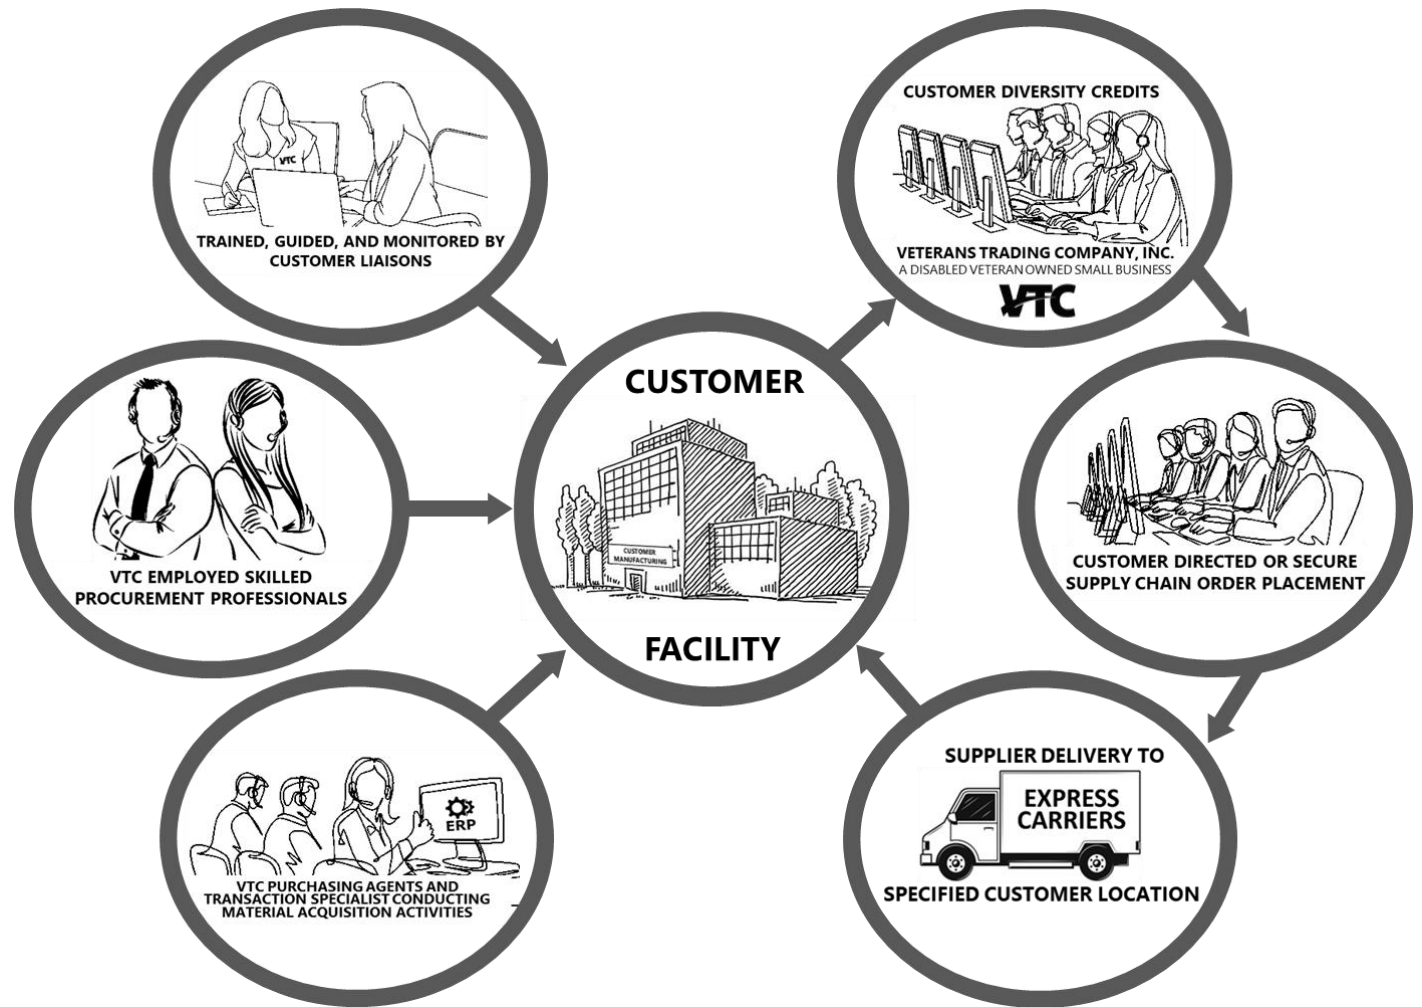 VTC
TRAINED, GUIDED, AND MONITORED BY
CUSTOMER LIAISONS
CUSTOMER DIVERSITY CREDITS
VETERANS TRADING COMPANY, INC.
A DISABLED VETERAN OWNED SMALL BUSINESS
VTC
VTC EMPLOYED SKILLED
PROCUREMENT PROFESSIONALS
CUSTOMER
CUSTOMER
MANUFACTURING
FACILITY
CUSTOMER DIRECTED OR SECURE
SUPPLY CHAIN ORDER PLACEMENT
ERP
VTC PURCHASING AGENTS AND
TRANSACTION SPECIALIST CONDUCTING
MATERIAL ACQUISITION ACTIVITIES
SUPPLIER DELIVERY TO
EXPRESS
CARRIERS
SPECIFIED CUSTOMER LOCATION